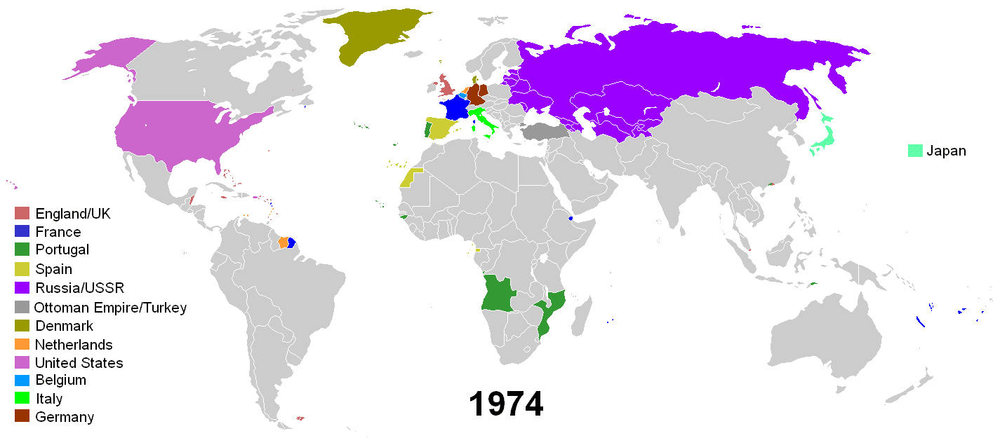 England/UK
France
Portugal
Spain
Russia/USSR
Ottoman Empire/Turkey
Denmark
Netherlands
United States
Belgium
Italy
Germany
Japan
1974